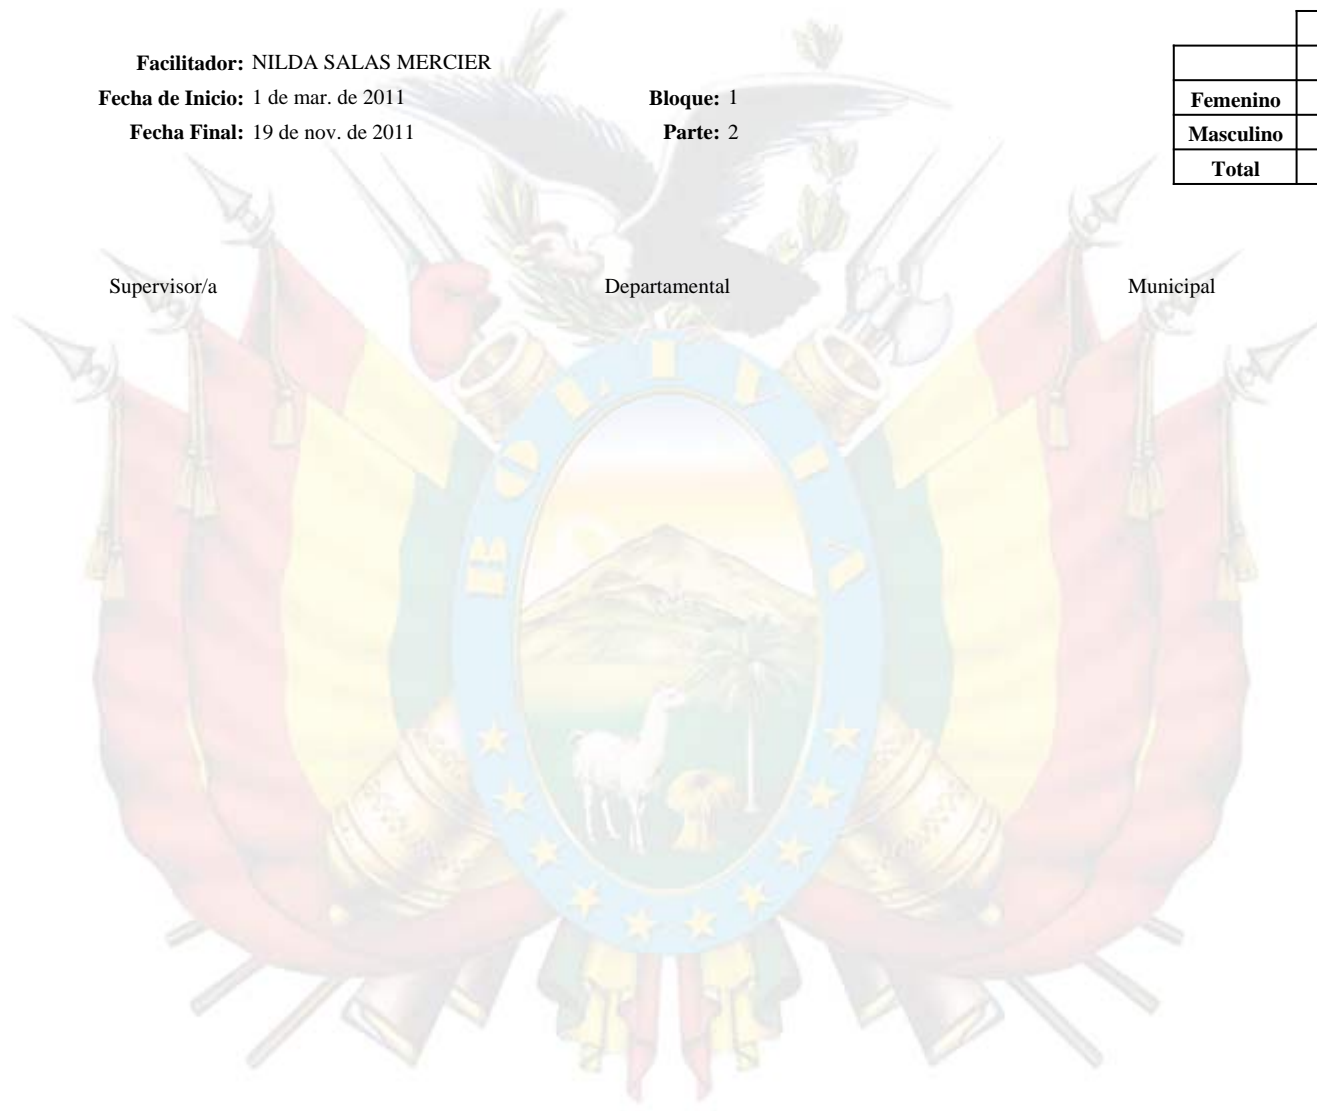 Facilitador: NILDA SALAS MERCIER
Fecha de Inicio: 1 de mar. de 2011 Bloque: 1
Femenino
Fecha Final: 19 de nov. de 2011 Parte: 2
Masculino
Total
Supervisor/a Departamental Municipal
BOLIVIA